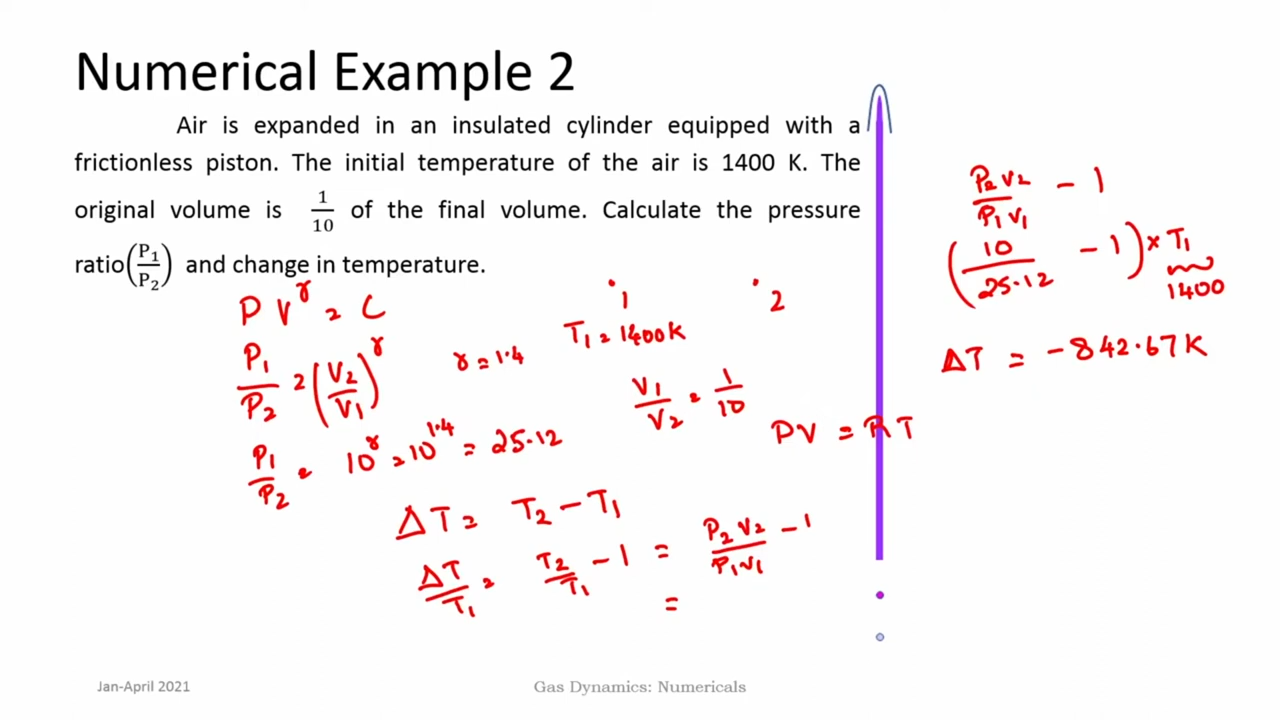 Numerical Example 2
Air is expanded in an insulated cylinder equipped with a
frictionless piston. The initial temperature of the air is 1400 K. The
original volume is 1/10 of the final volume. Calculate the pressure
ratio(P₁/P₂) and change in temperature.
P V^γ = C
P₁/P₂ = (V₂/V₁)^γ
γ = 1.4
P₁/P₂ = 10^γ = 10^1.4 = 25.12
1
2
T₁ = 1400K
V₁/V₂ = 1/10
PV = RT
ΔT = T₂ − T₁
ΔT/T₁ = T₂/T₁ − 1 = P₂V₂/P₁V₁ − 1
=
P₂V₂/P₁V₁ − 1
(10/25.12 − 1) × T₁
1400
ΔT = −842.67K
Jan-April 2021
Gas Dynamics: Numericals